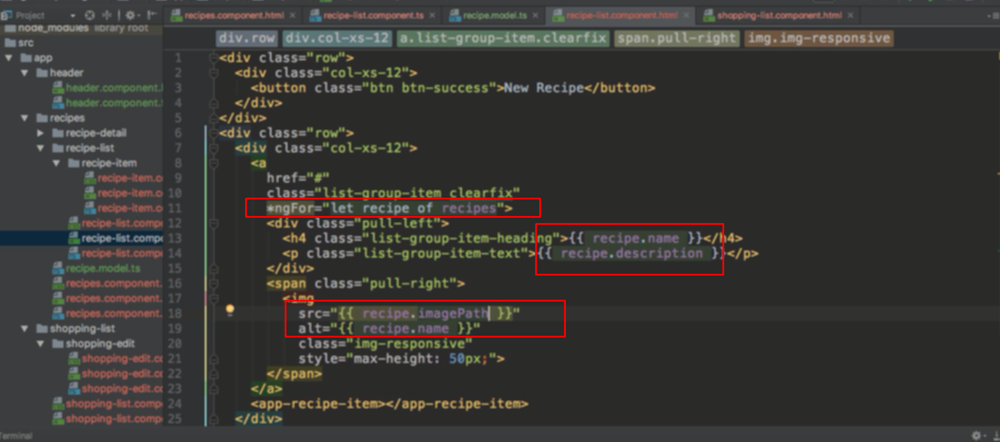 Project
recipes.component.html
recipe-list.component.ts
recipe.model.ts
recipe-list.component.html
shopping-list.component.html
node_modules library root
src
app
header
header.component.
header.component.
recipes
recipe-detail
recipe-list
recipe-item
recipe-item.c
recipe-item.c
recipe-item.c
recipe-list.comp
recipe-list.comp
recipe-list.comp
recipe.model.ts
recipes.component.
recipes.component.
recipes.component.
shopping-list
shopping-edit
shopping-edit.c
shopping-edit.c
shopping-edit.c
shopping-list.comp
shopping-list.comp
Terminal
div.row div.col-xs-12 a.list-group-item.clearfix span.pull-right img.img-responsive
1 <div class="row">
2 <div class="col-xs-12">
3 <button class="btn btn-success">New Recipe</button>
4 </div>
5 </div>
6 <div class="row">
7 <div class="col-xs-12">
8 <a
9 href="#"
10 class="list-group-item clearfix"
11 *ngFor="let recipe of recipes">
12 <div class="pull-left">
13 <h4 class="list-group-item-heading">{{ recipe.name }}</h4>
14 <p class="list-group-item-text">{{ recipe.description }}</p>
15 </div>
16 <span class="pull-right">
17 <img
18 src="{{ recipe.imagePath }}"
19 alt="{{ recipe.name }}"
20 class="img-responsive"
21 style="max-height: 50px;">
22 </span>
23 </a>
24 <app-recipe-item></app-recipe-item>
25 </div>